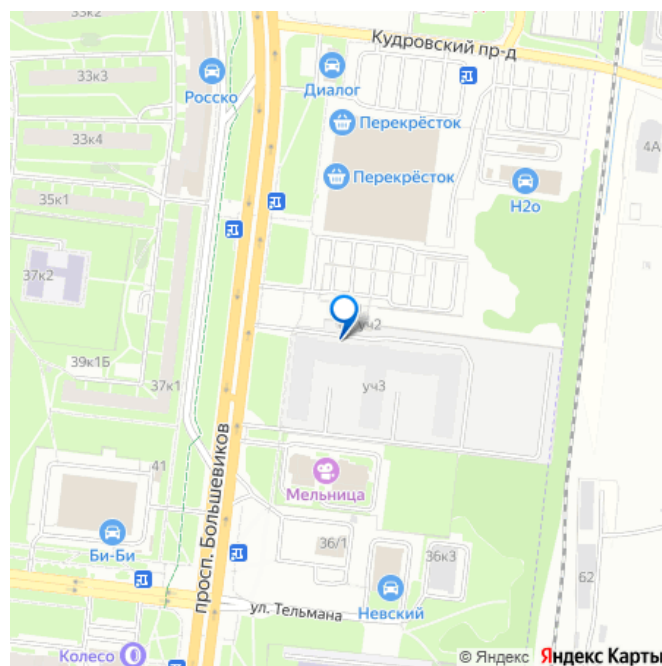 33к2
Кудровский пр-д
33к3
Росско
Диалог
Перекрёсток
33к4
4А
Перекрёсток
35к1
Н2о
37к2
уч2
39к1Б
37к1
уч3
просп. Большевиков
41
Мельница
Би-Би
36/1
36к3
62
ул. Тельмана
Невский
Колесо
© Яндекс Яндекс Карты